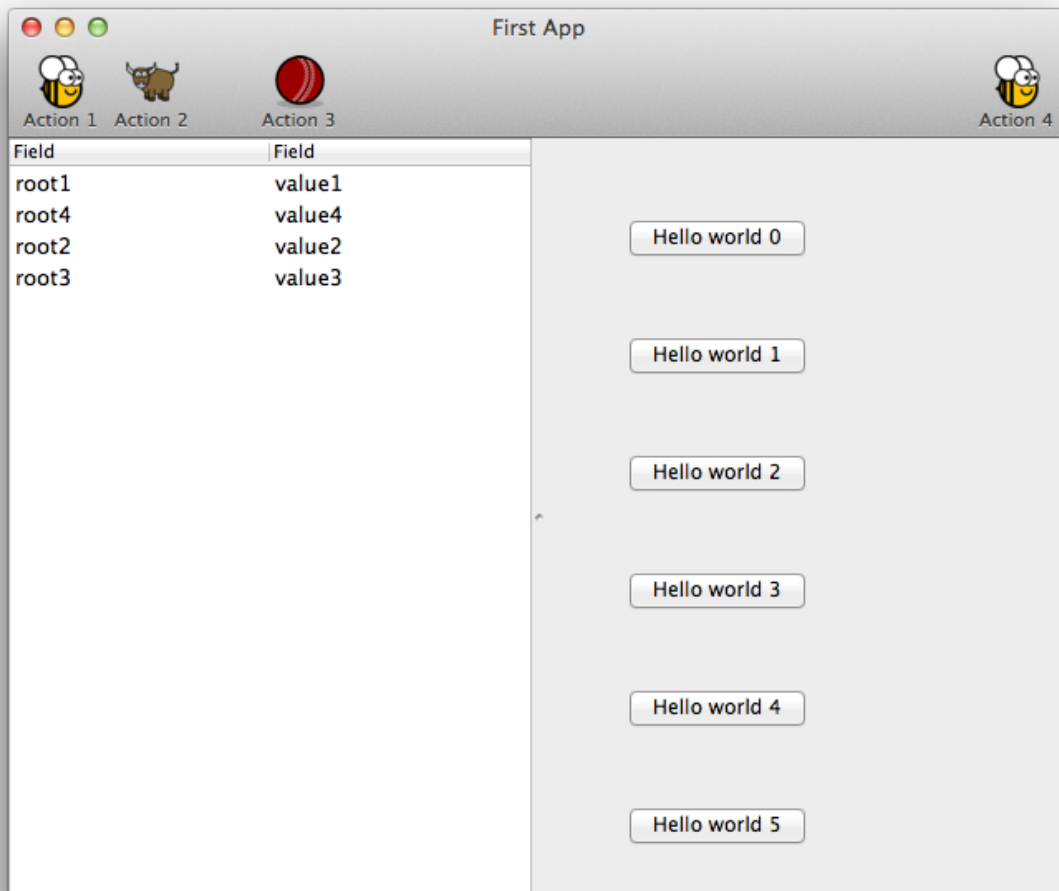 First App
Action 1 Action 2 Action 3 Action 4
Field Field
root1 value1
root4 value4
root2 value2
root3 value3
Hello world 0
Hello world 1
Hello world 2
Hello world 3
Hello world 4
Hello world 5